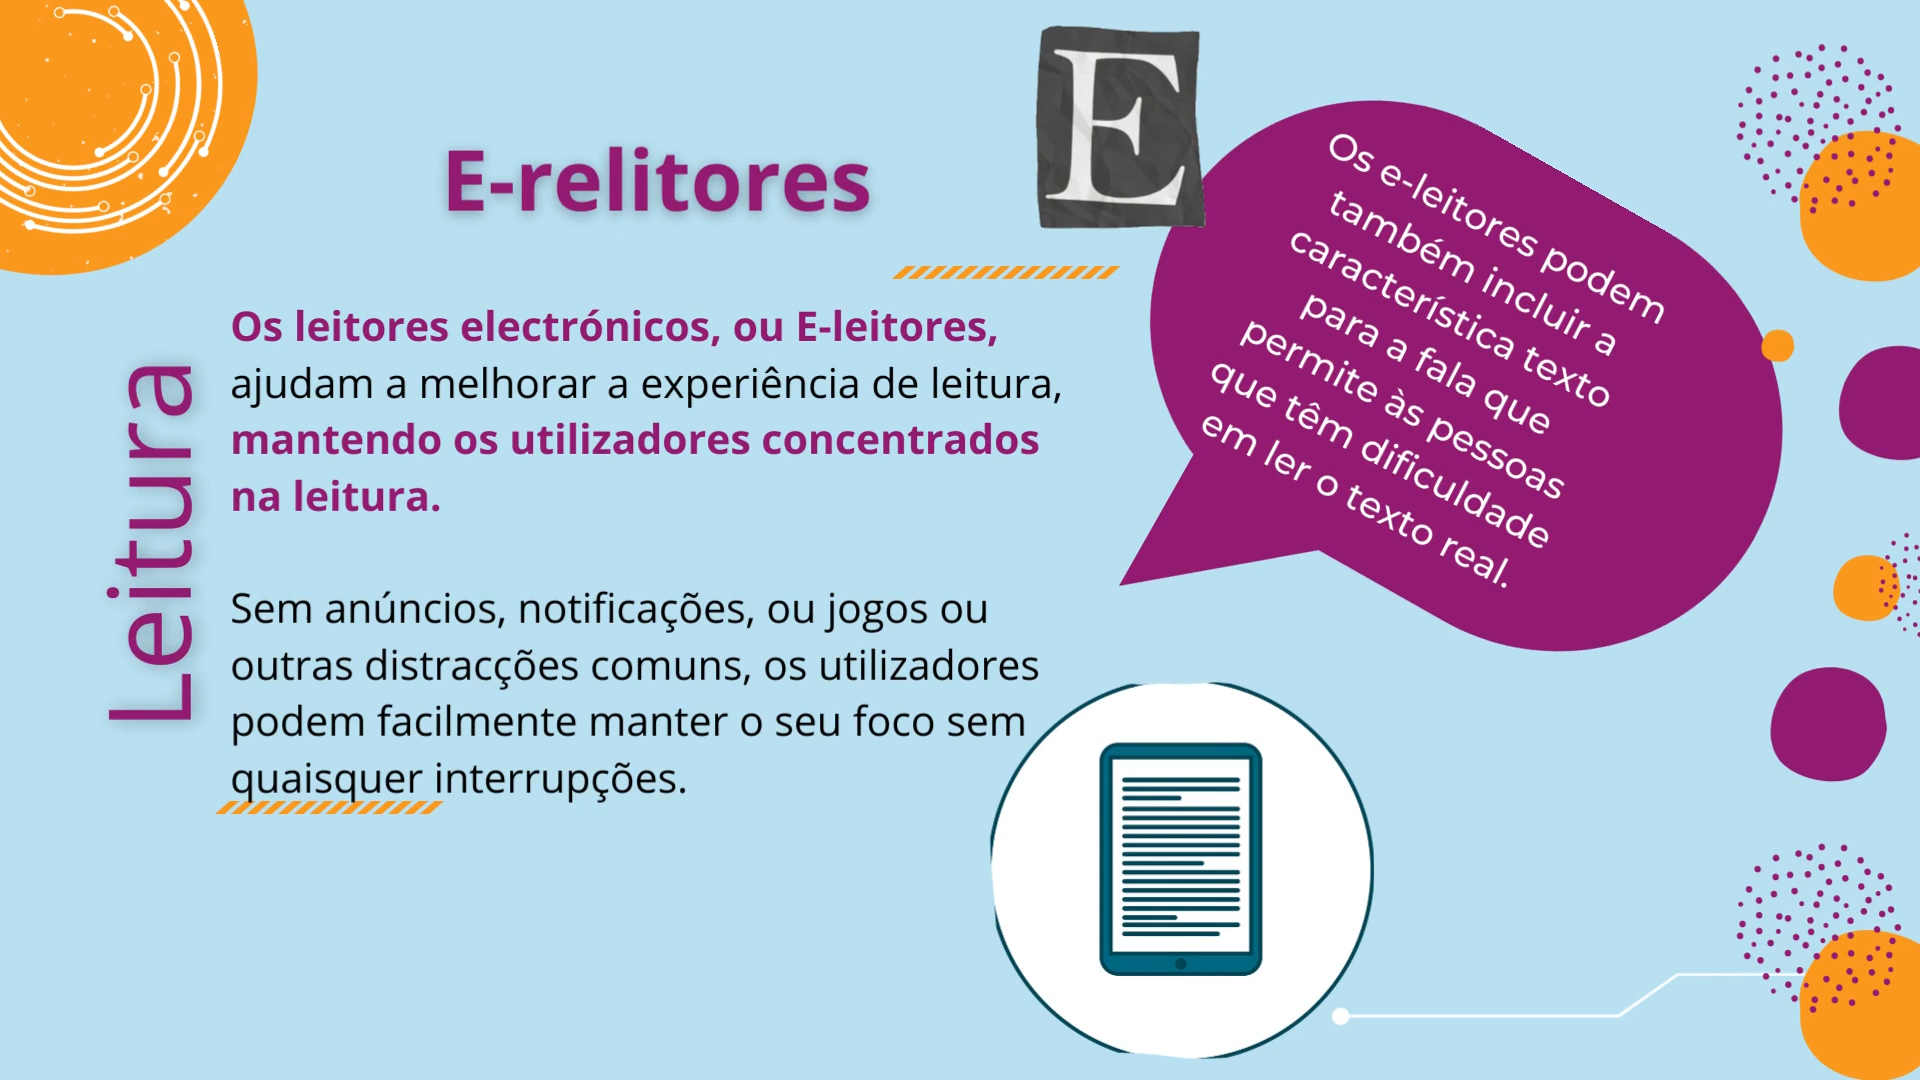 E-relitores
E
Leitura
Os leitores electrónicos, ou E-leitores,
ajudam a melhorar a experiência de leitura,
mantendo os utilizadores concentrados
na leitura.
Sem anúncios, notificações, ou jogos ou
outras distracções comuns, os utilizadores
podem facilmente manter o seu foco sem
quaisquer interrupções.
Os e-leitores podem
também incluir a
característica texto
para a fala que
permite às pessoas
que têm dificuldade
em ler o texto real.